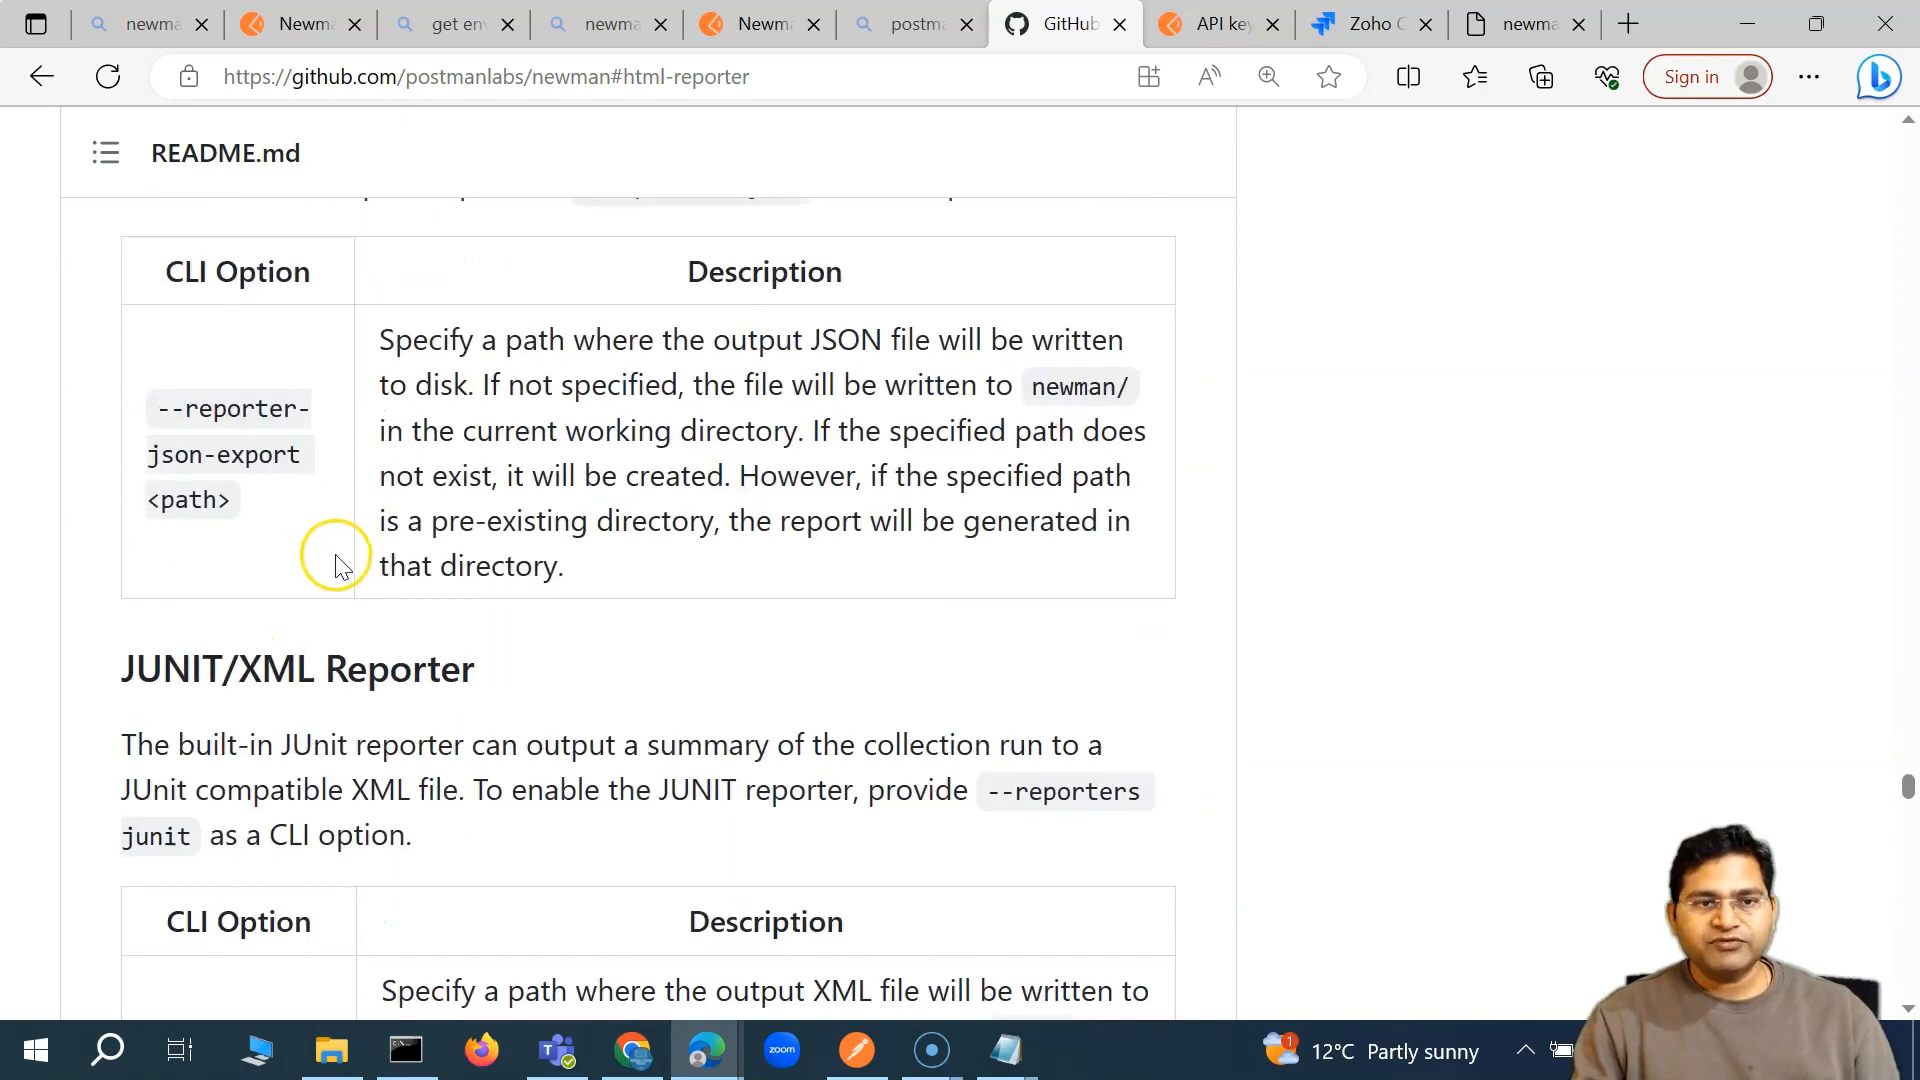 newma
Newma
get env
newma
Newma
postma
GitHub
API key
Zoho C
newma
https://github.com/postmanlabs/newman#html-reporter
Sign in
README.md
CLI Option
Description
--reporter-
json-export
<path>
Specify a path where the output JSON file will be written
to disk. If not specified, the file will be written to newman/
in the current working directory. If the specified path does
not exist, it will be created. However, if the specified path
is a pre-existing directory, the report will be generated in
that directory.
JUNIT/XML Reporter
The built-in JUnit reporter can output a summary of the collection run to a
JUnit compatible XML file. To enable the JUNIT reporter, provide --reporters
junit as a CLI option.
CLI Option
Description
Specify a path where the output XML file will be written to
zoom
1
12°C Partly sunny